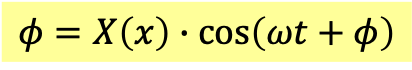 ϕ = X(x) · cos(ωt + ϕ)